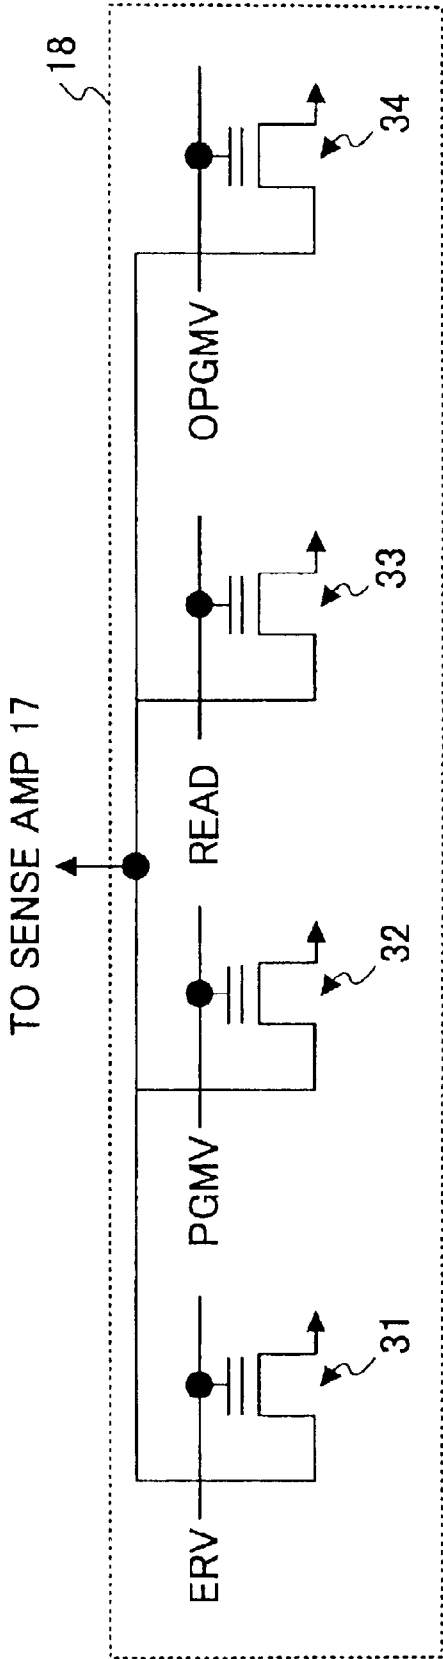 TO SENSE AMP 17
18
ERV
PGMV
READ
OPGMV
31
32
33
34